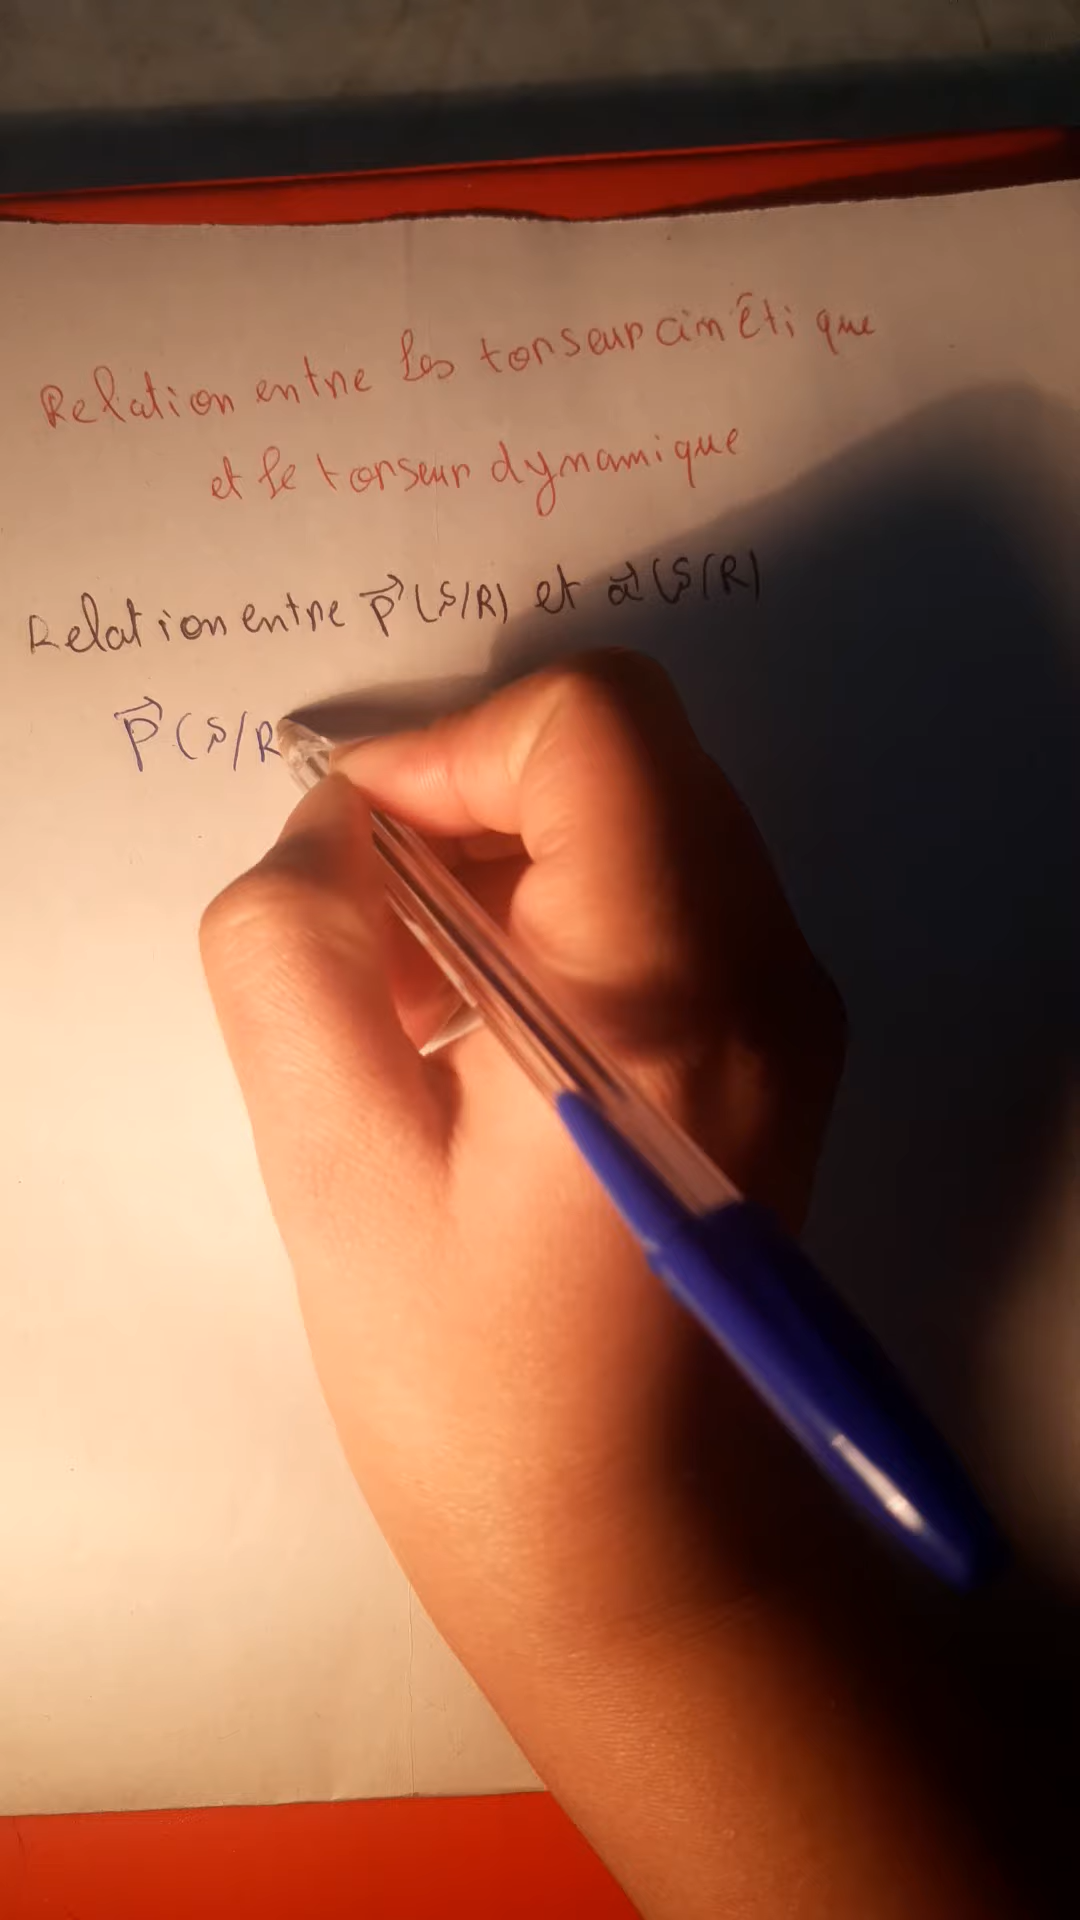 Relation entre les torseur cinétique
et le torseur dynamique
Relation entre P⃗(S/R) et a⃗(S/R)
P⃗(S/R